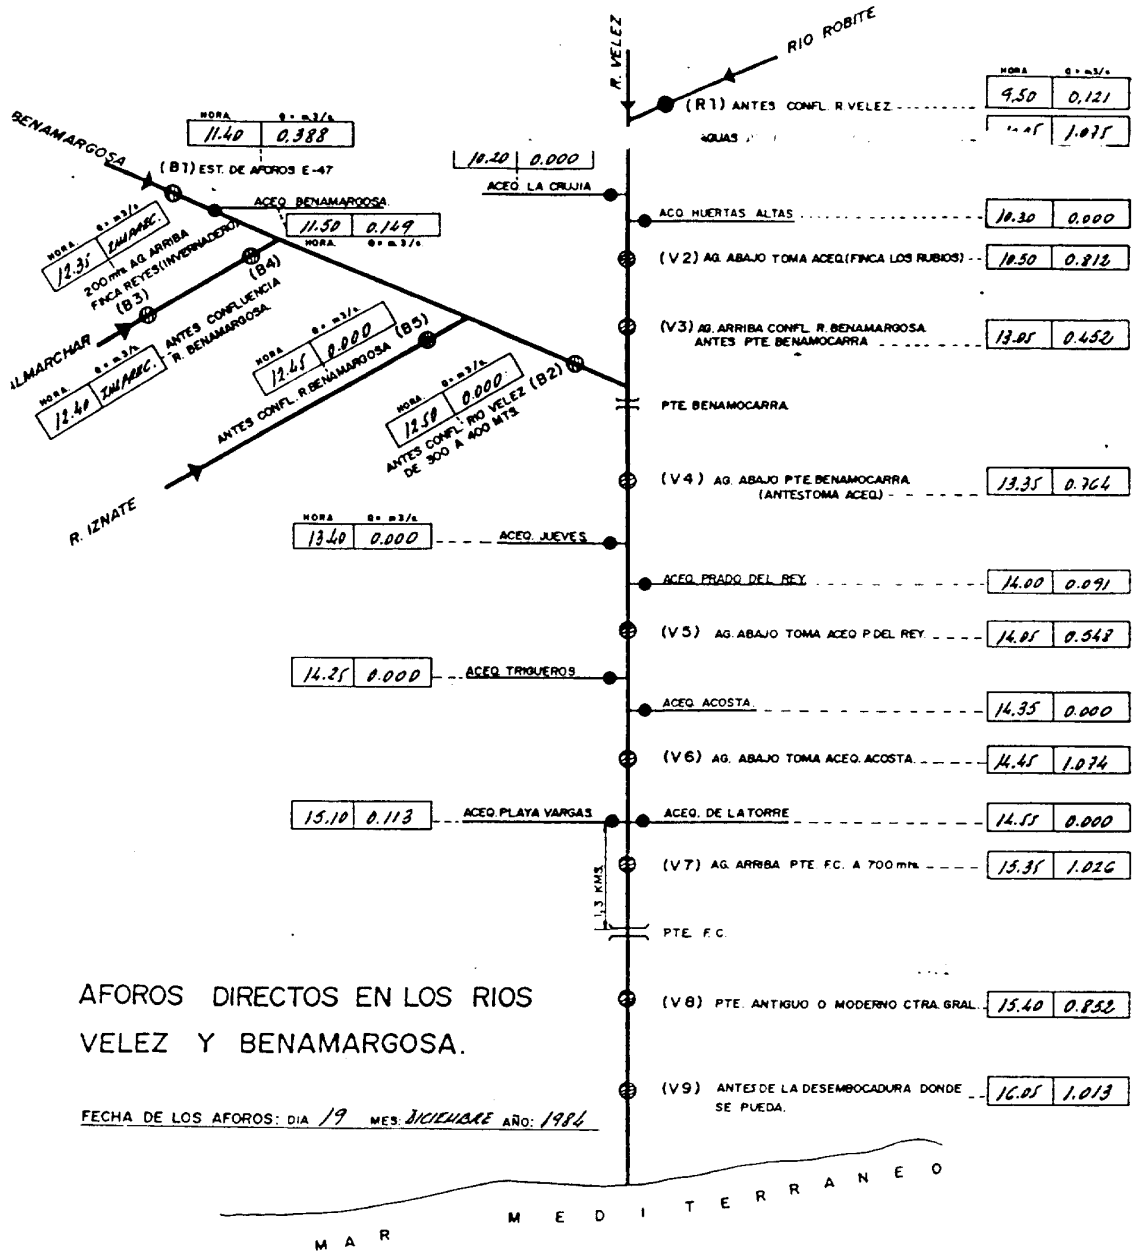 R. VELEZ
RIO ROBITE
HORA Q = m3/s
(R1) ANTES CONFL. R. VELEZ 9,50 0,121
1.075
BENAMARGOSA
HORA Q = m3/s
11.40 0.388
(B1) EST. DE AFOROS E-47
10.20 0.000
ACEQ. LA CRUJIA
ACEQ. BENAMARGOSA
11.50 0.149
HORA. Q = m3/s
ACQ HUERTAS ALTAS 10.30 0.000
HORA. Q = m3/s
12.35 INAPREC.
200 mts. AG. ARRIBA
FINCA REYES (INVERNADERO)
(V2) AG. ABAJO TOMA ACEQ. (FINCA LOS RUBIOS) 10.50 0.812
(B4)
(B3)
ALMARCHAR
ANTES CONFLUENCIA
R. BENAMARGOSA.
HORA. Q = m3/s
12.40 INAPREC.
(V3) AG. ARRIBA CONFL. R. BENAMARGOSA
ANTES PTE. BENAMOCARRA 13.05 0.452
HORA Q = m3/s
12.45 0.000
ANTES CONFL. R. BENAMARGOSA (B5)
R. IZNATE
HORA. Q = m3/s
12.50 0.000
ANTES CONFL. RIO VELEZ (B2)
DE 300 A 400 MTS.
PTE. BENAMOCARRA
(V4) AG. ABAJO PTE. BENAMOCARRA
(ANTES TOMA ACEQ.) 13.35 0.764
HORA Q = m3/s
13.40 0.000 ACEQ. JUEVES
ACEQ. PRADO DEL REY 14.00 0.091
(V5) AG. ABAJO TOMA ACEQ P. DEL REY. 14.05 0.548
14.25 0.000 ACEQ TRIGUEROS
ACEQ. ACOSTA. 14.35 0.000
(V6) AG. ABAJO TOMA ACEQ. ACOSTA. 14.45 1.074
15.10 0.113 ACEQ. PLAYA VARGAS
ACEQ. DE LA TORRE 14.55 0.000
(V7) AG. ARRIBA PTE. F.C. A 700 mts. 15.35 1.026
1,3 KMS.
PTE. F.C.
AFOROS DIRECTOS EN LOS RIOS
VELEZ Y BENAMARGOSA.
(V8) PTE. ANTIGUO O MODERNO CTRA. GRAL. 15.40 0.852
(V9) ANTES DE LA DESEMBOCADURA DONDE
SE PUEDA. 16.05 1.013
FECHA DE LOS AFOROS: DIA 19 MES: DICIEMBRE AÑO: 1984
MAR MEDITERRANEO